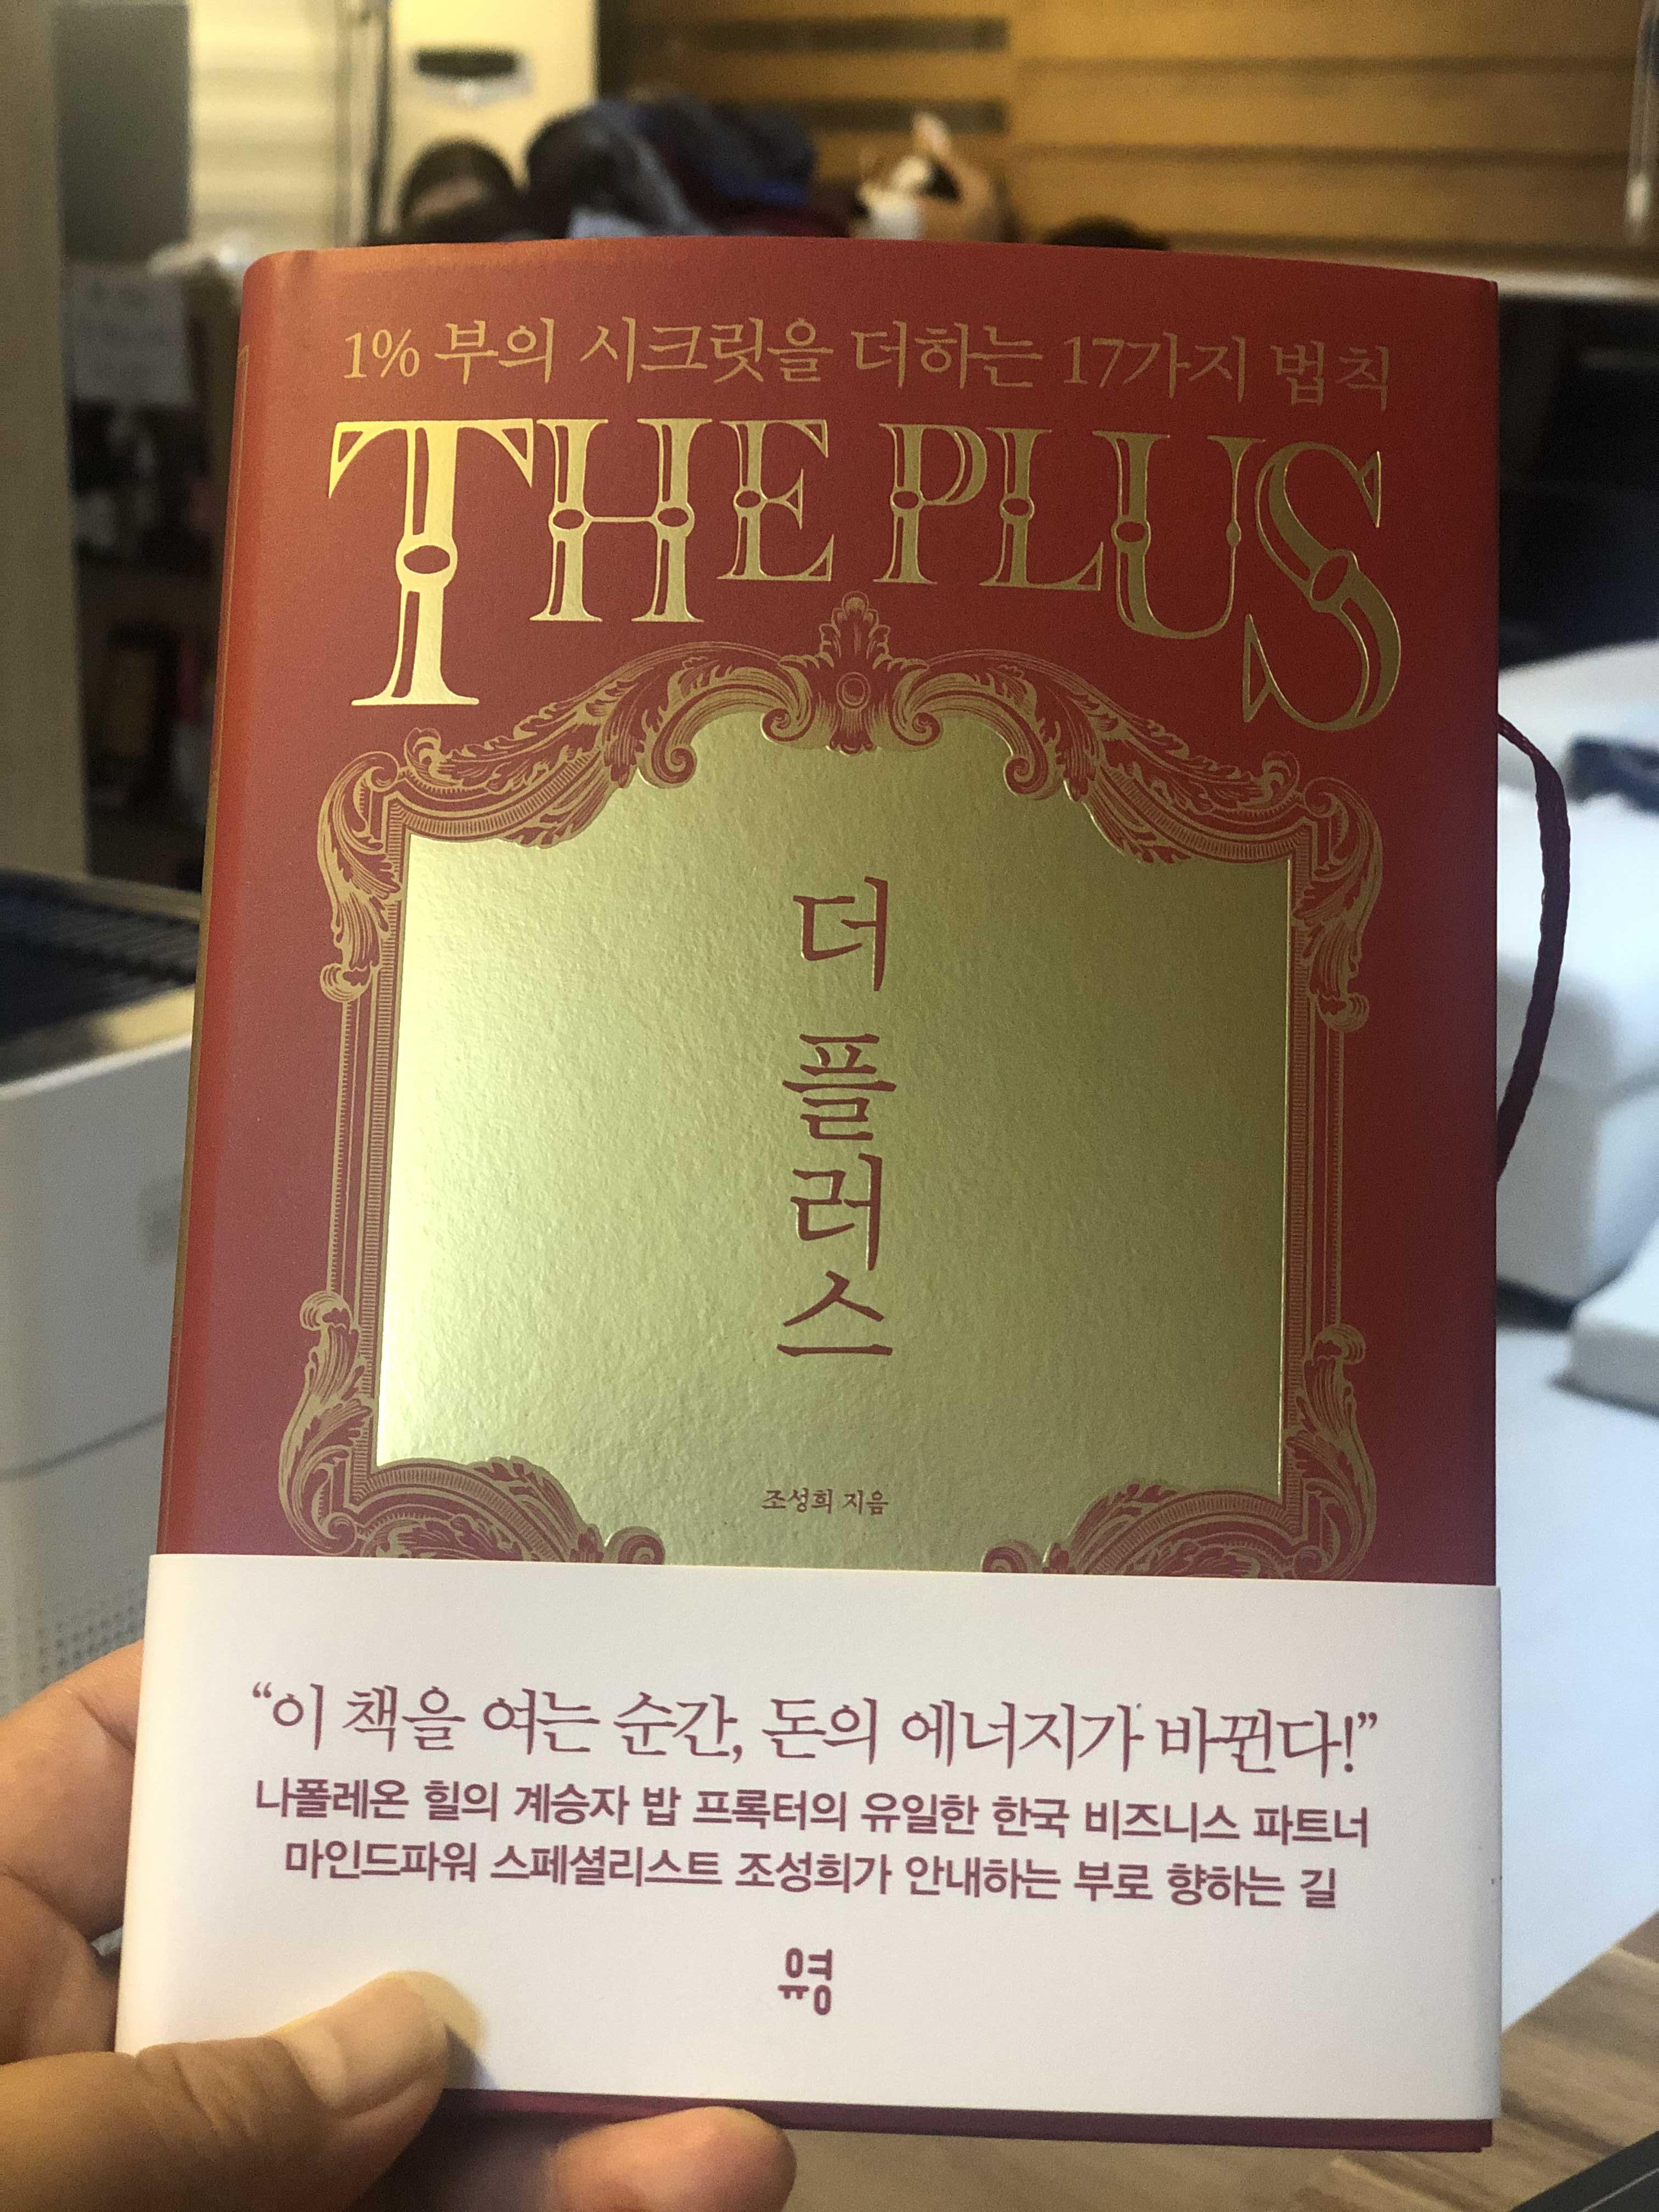 1% 부의 시크릿을 더하는 17가지 법칙
THE PLUS
더 플러스
조성희 지음
“이 책을 여는 순간, 돈의 에너지가 바뀐다!”
나폴레온 힐의 계승자 밥 프록터의 유일한 한국 비즈니스 파트너
마인드파워 스페셜리스트 조성희가 안내하는 부로 향하는 길
유영